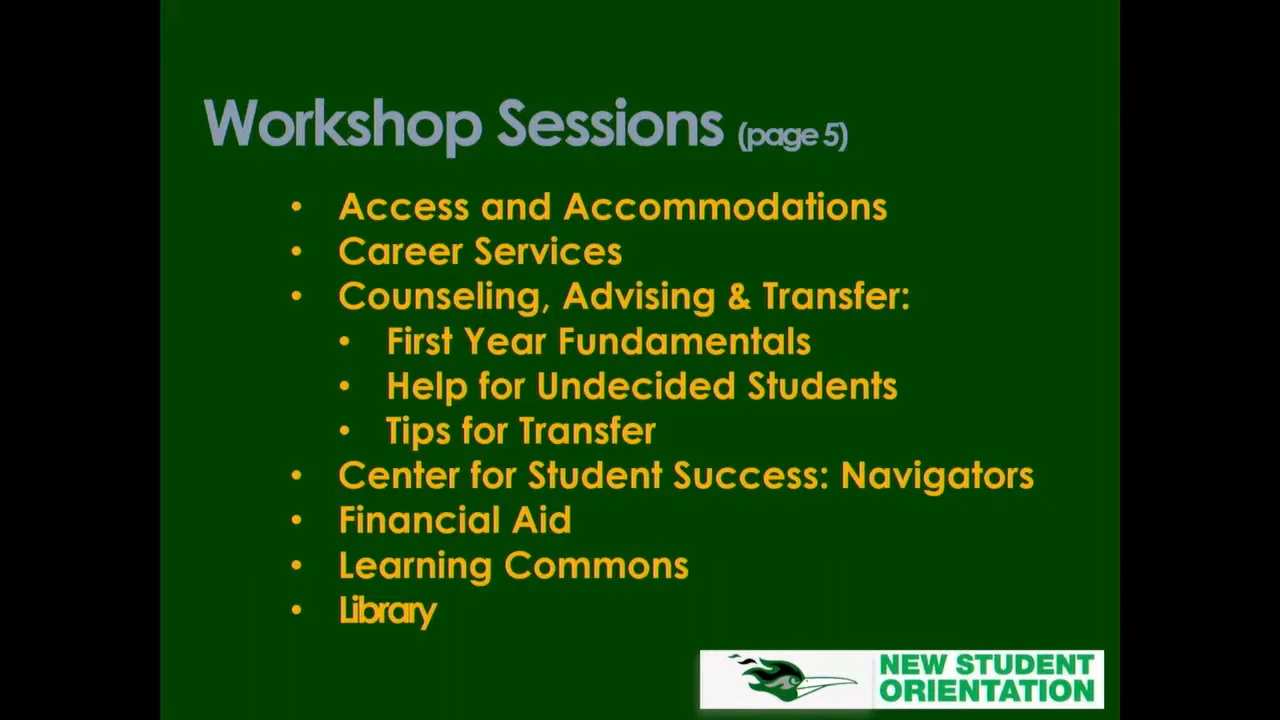 Workshop Sessions (page 5)
• Access and Accommodations
• Career Services
• Counseling, Advising & Transfer:
• First Year Fundamentals
• Help for Undecided Students
• Tips for Transfer
• Center for Student Success: Navigators
• Financial Aid
• Learning Commons
• Library
NEW STUDENT
ORIENTATION